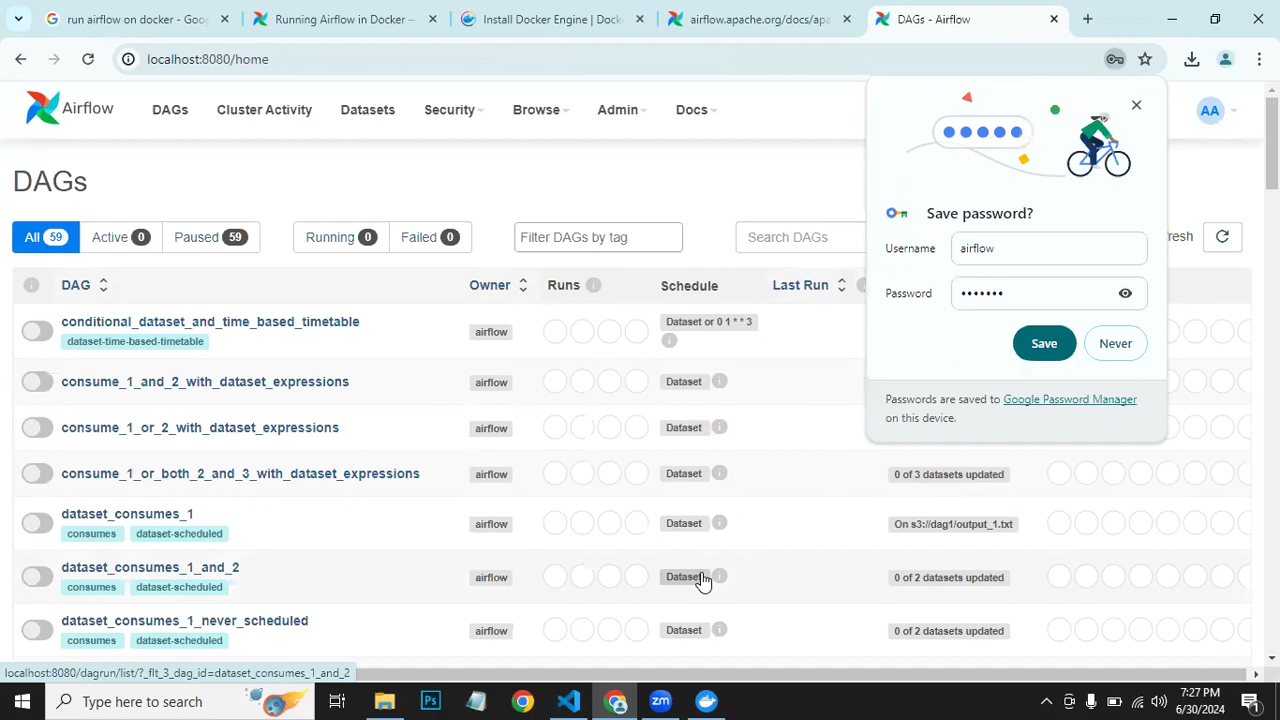 run airflow on docker - Goog
Running Airflow in Docker —
Install Docker Engine | Docke
airflow.apache.org/docs/apa
DAGs - Airflow
localhost:8080/home
Airflow
DAGs
Cluster Activity
Datasets
Security
Browse
Admin
Docs
AA
DAGs
All 59
Active 0
Paused 59
Running 0
Failed 0
Filter DAGs by tag
Search DAGs
fresh
Save password?
Username
airflow
Password
•••••••
Save
Never
Passwords are saved to Google Password Manager
on this device.
DAG
Owner
Runs
Schedule
Last Run
conditional_dataset_and_time_based_timetable
dataset-time-based-timetable
airflow
Dataset or 0 1 * * 3
consume_1_and_2_with_dataset_expressions
airflow
Dataset
consume_1_or_2_with_dataset_expressions
airflow
Dataset
consume_1_or_both_2_and_3_with_dataset_expressions
airflow
Dataset
0 of 3 datasets updated
dataset_consumes_1
consumes
dataset-scheduled
airflow
Dataset
On s3://dag1/output_1.txt
dataset_consumes_1_and_2
consumes
dataset-scheduled
airflow
Dataset
0 of 2 datasets updated
dataset_consumes_1_never_scheduled
consumes
dataset-scheduled
airflow
Dataset
0 of 2 datasets updated
localhost:8080/dagrun/list/?_flt_3_dag_id=dataset_consumes_1_and_2
Type here to search
Ps
zm
7:27 PM
6/30/2024
1